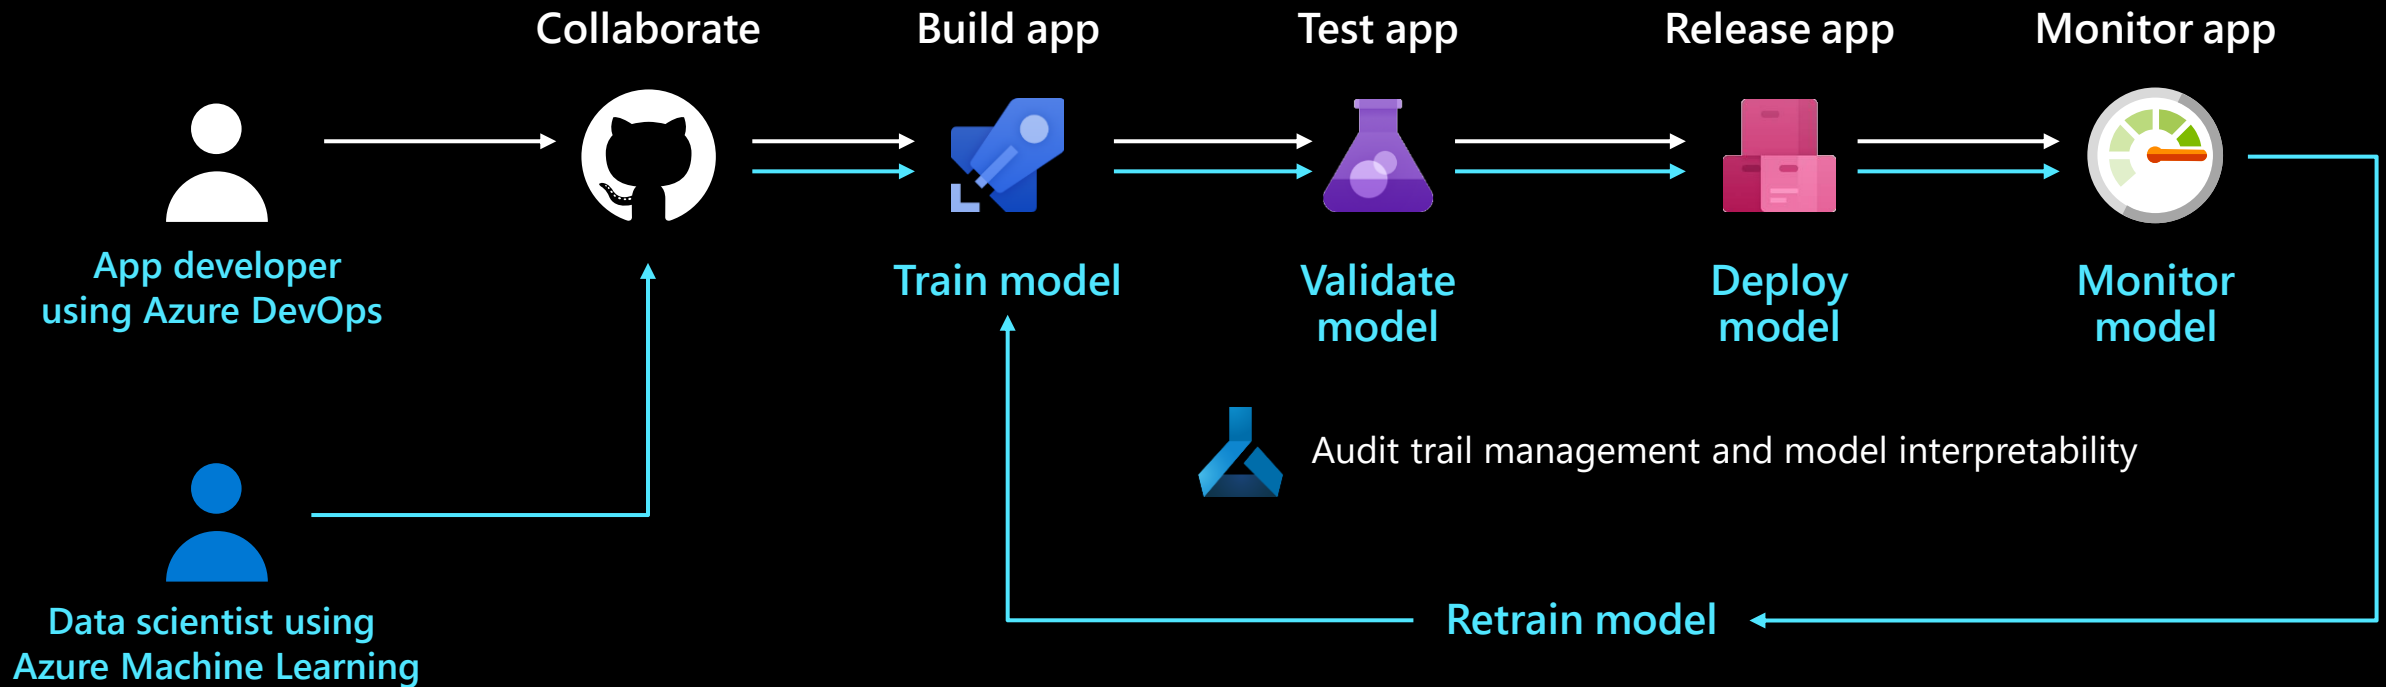 Collaborate
Build app
Test app
Release app
Monitor app
App developer
using Azure DevOps
Train model
Validate
model
Deploy
model
Monitor
model
Audit trail management and model interpretability
Retrain model
Data scientist using
Azure Machine Learning